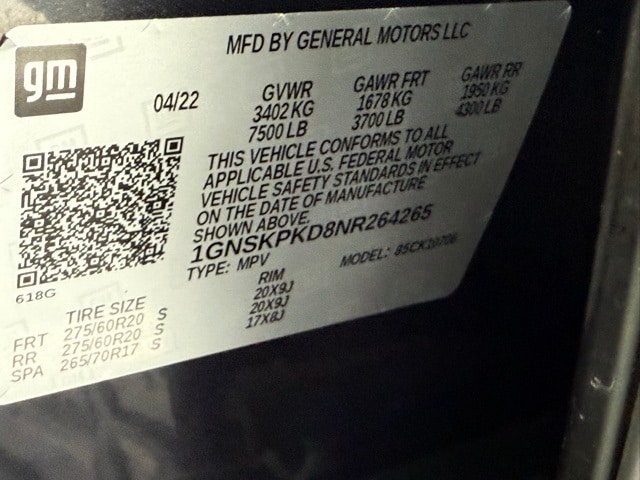 gm
MFD BY GENERAL MOTORS LLC
04/22 GVWR GAWR FRT GAWR RR
3402 KG 1678 KG 1950 KG
7500 LB 3700 LB 4300 LB
THIS VEHICLE CONFORMS TO ALL
APPLICABLE U.S. FEDERAL MOTOR
VEHICLE SAFETY STANDARDS IN EFFECT
ON THE DATE OF MANUFACTURE
SHOWN ABOVE.
1GNSKPKD8NR264265
TYPE: MPV MODEL: 85CK10706
618G
TIRE SIZE RIM
FRT 275/60R20 S 20X9J
RR 275/60R20 S 20X9J
SPA 265/70R17 S 17X8J